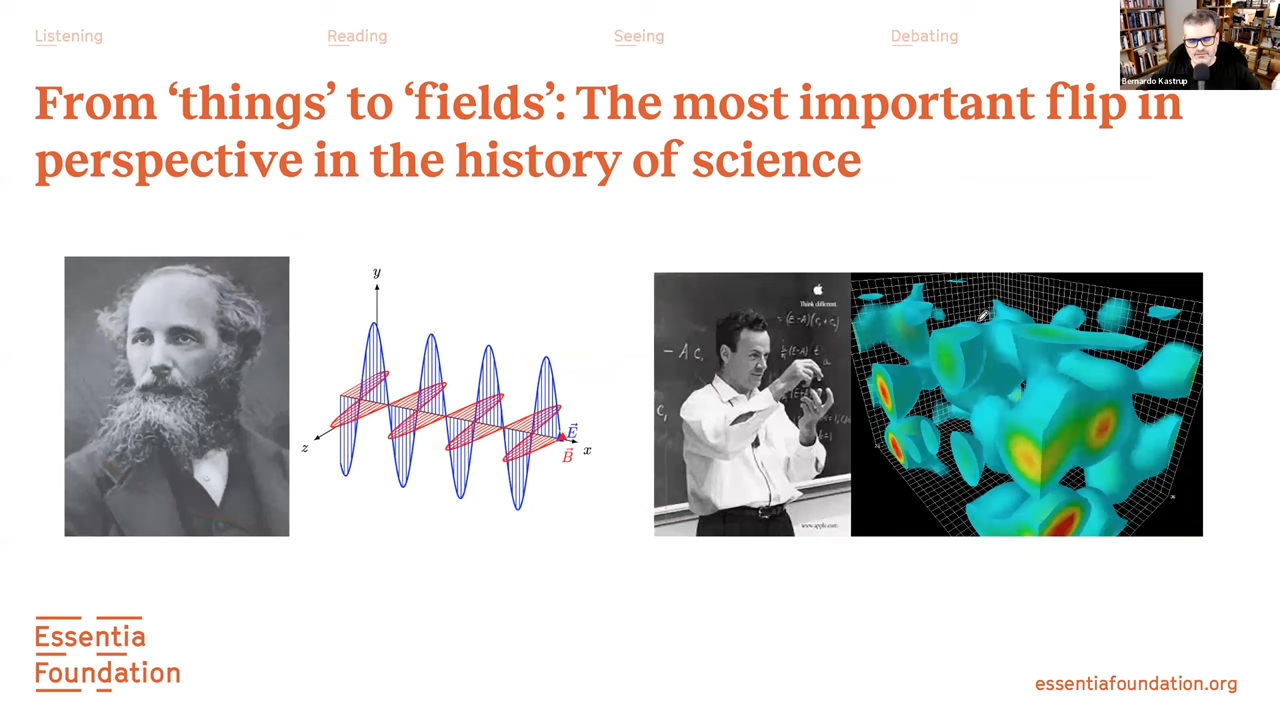 Listening
Reading
Seeing
Debating
Bernardo Kastrup
From ‘things’ to ‘fields’: The most important flip in
perspective in the history of science
y
z
x
E
B
Think different.
– A C₁
www.apple.com
Essentia
Foundation
essentiafoundation.org